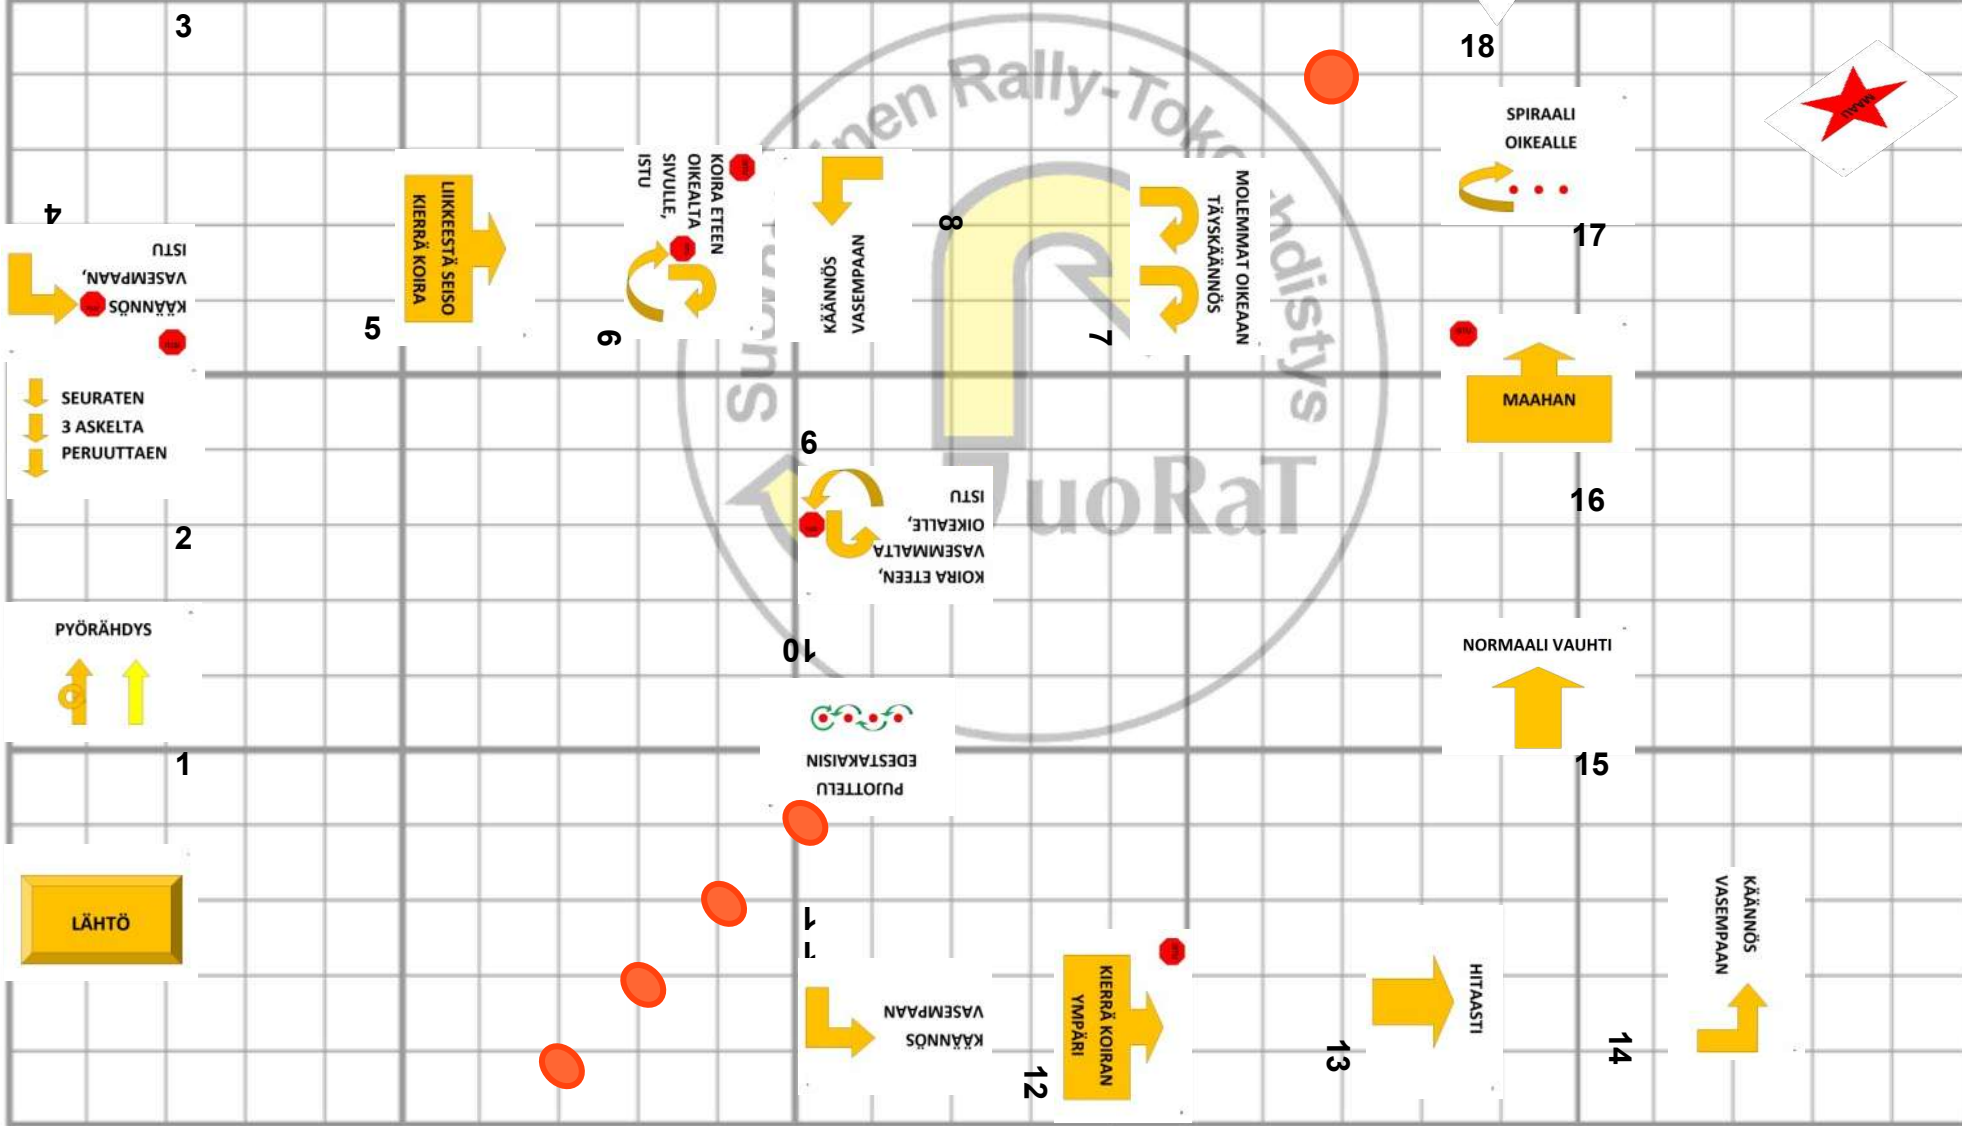 3
18
MAALI
SPIRAALI
OIKEALLE
17
4
KÄÄNNÖS
VASEMPAAN,
ISTU
5
LIIKKEESTÄ SEISO
KIERRÄ KOIRA
6
KOIRA ETEEN
OIKEALTA
SIVULLE,
ISTU
KÄÄNNÖS
VASEMPAAN
8
7
MOLEMMAT OIKEAAN
TÄYSKÄÄNNÖS
SEURATEN
3 ASKELTA
PERUUTTAEN
MAAHAN
16
2
9
KOIRA ETEEN,
VASEMMALTA
OIKEALLE,
ISTU
uoRaT
PYÖRÄHDYS
10
NORMAALI VAUHTI
15
1
PUJOTTELU
EDESTAKAISIN
LÄHTÖ
11
KÄÄNNÖS
VASEMPAAN
12
KIERRÄ KOIRAN
YMPÄRI
13
HITAASTI
14
KÄÄNNÖS
VASEMPAAN